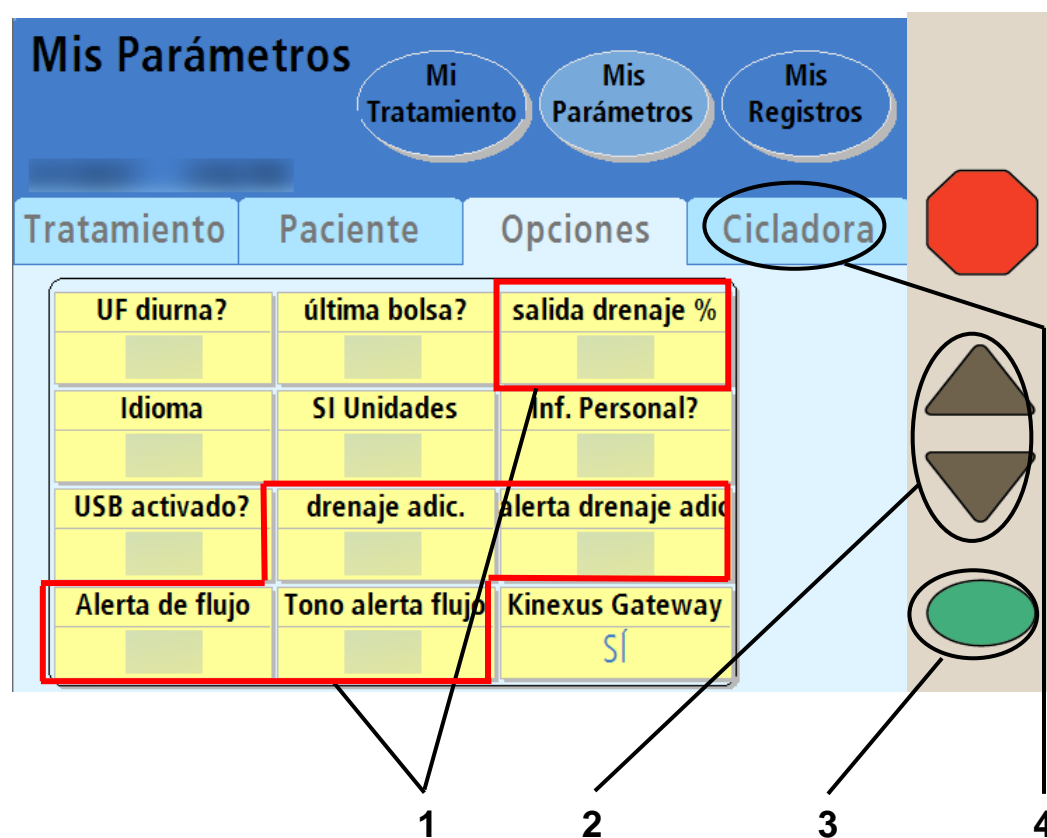 Mis Parámetros
Mi
Tratamiento
Mis
Parámetros
Mis
Registros
Tratamiento
Paciente
Opciones
Cicladora
UF diurna?
última bolsa?
salida drenaje %
Idioma
SI Unidades
Inf. Personal?
USB activado?
drenaje adic.
alerta drenaje adic
Alerta de flujo
Tono alerta flujo
Kinexus Gateway
SÍ
1
2
3
4